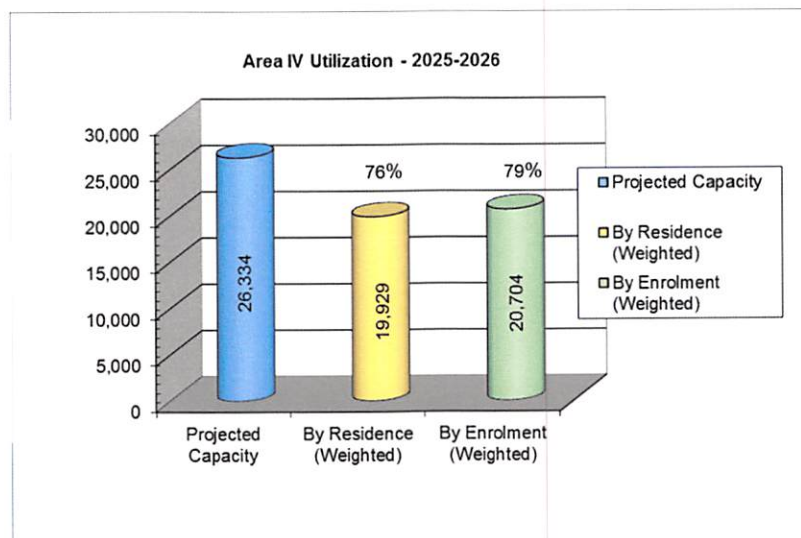 Area IV Utilization - 2025-2026
30,000
25,000
20,000
15,000
10,000
5,000
0
76%
79%
26,334
19,929
20,704
Projected
Capacity
By Residence
(Weighted)
By Enrolment
(Weighted)
Projected Capacity
By Residence
(Weighted)
By Enrolment
(Weighted)